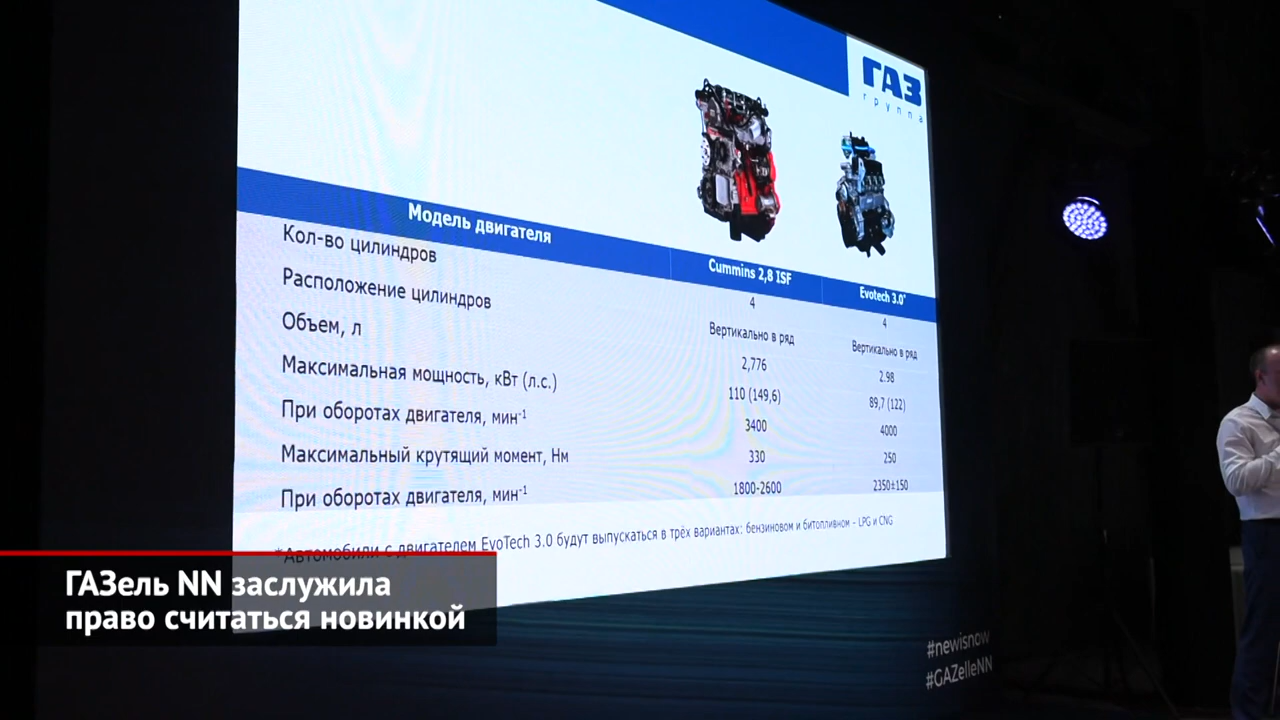 ГАЗ
группа
Модель двигателя Cummins 2,8 ISF Evotech 3.0*
Кол-во цилиндров 4 4
Расположение цилиндров Вертикально в ряд Вертикально в ряд
Объем, л 2,776 2.98
Максимальная мощность, кВт (л.с.) 110 (149,6) 89,7 (122)
При оборотах двигателя, мин-1 3400 4000
Максимальный крутящий момент, Нм 330 250
При оборотах двигателя, мин-1 1800-2600 2350±150
*Автомобили с двигателем EvoTech 3.0 будут выпускаться в трёх вариантах: бензиновом и битопливном – LPG и CNG
ГАЗель NN заслужила
право считаться новинкой
#newisnow
#GAZelleNN